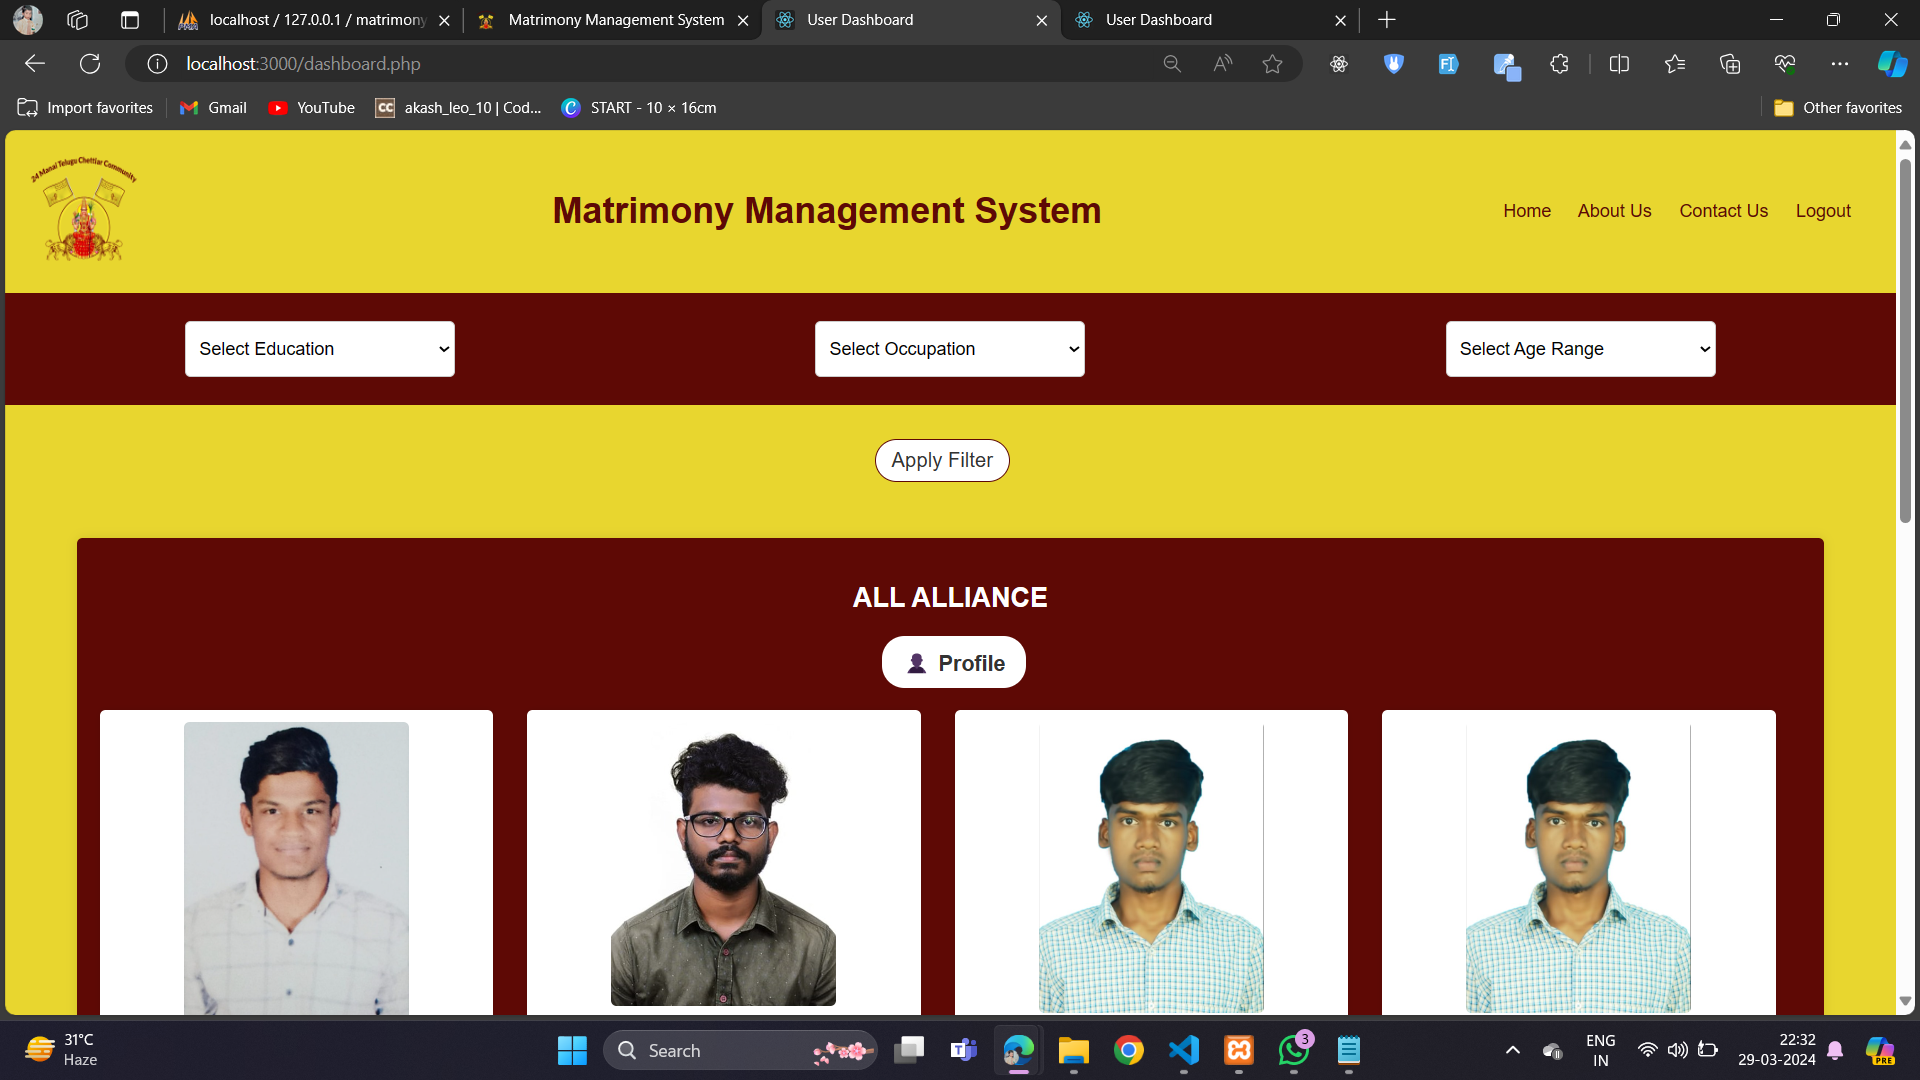 localhost / 127.0.0.1 / matrimony
Matrimony Management System
User Dashboard
User Dashboard
localhost:3000/dashboard.php
Import favorites
Gmail
YouTube
akash_leo_10 | Cod...
START - 10 × 16cm
Other favorites
24 Manai Telugu Chettiar Community
Matrimony Management System
Home
About Us
Contact Us
Logout
Select Education
Select Occupation
Select Age Range
Apply Filter
ALL ALLIANCE
Profile
31°C
Haze
Search
3
ENG
IN
22:32
29-03-2024
PRE